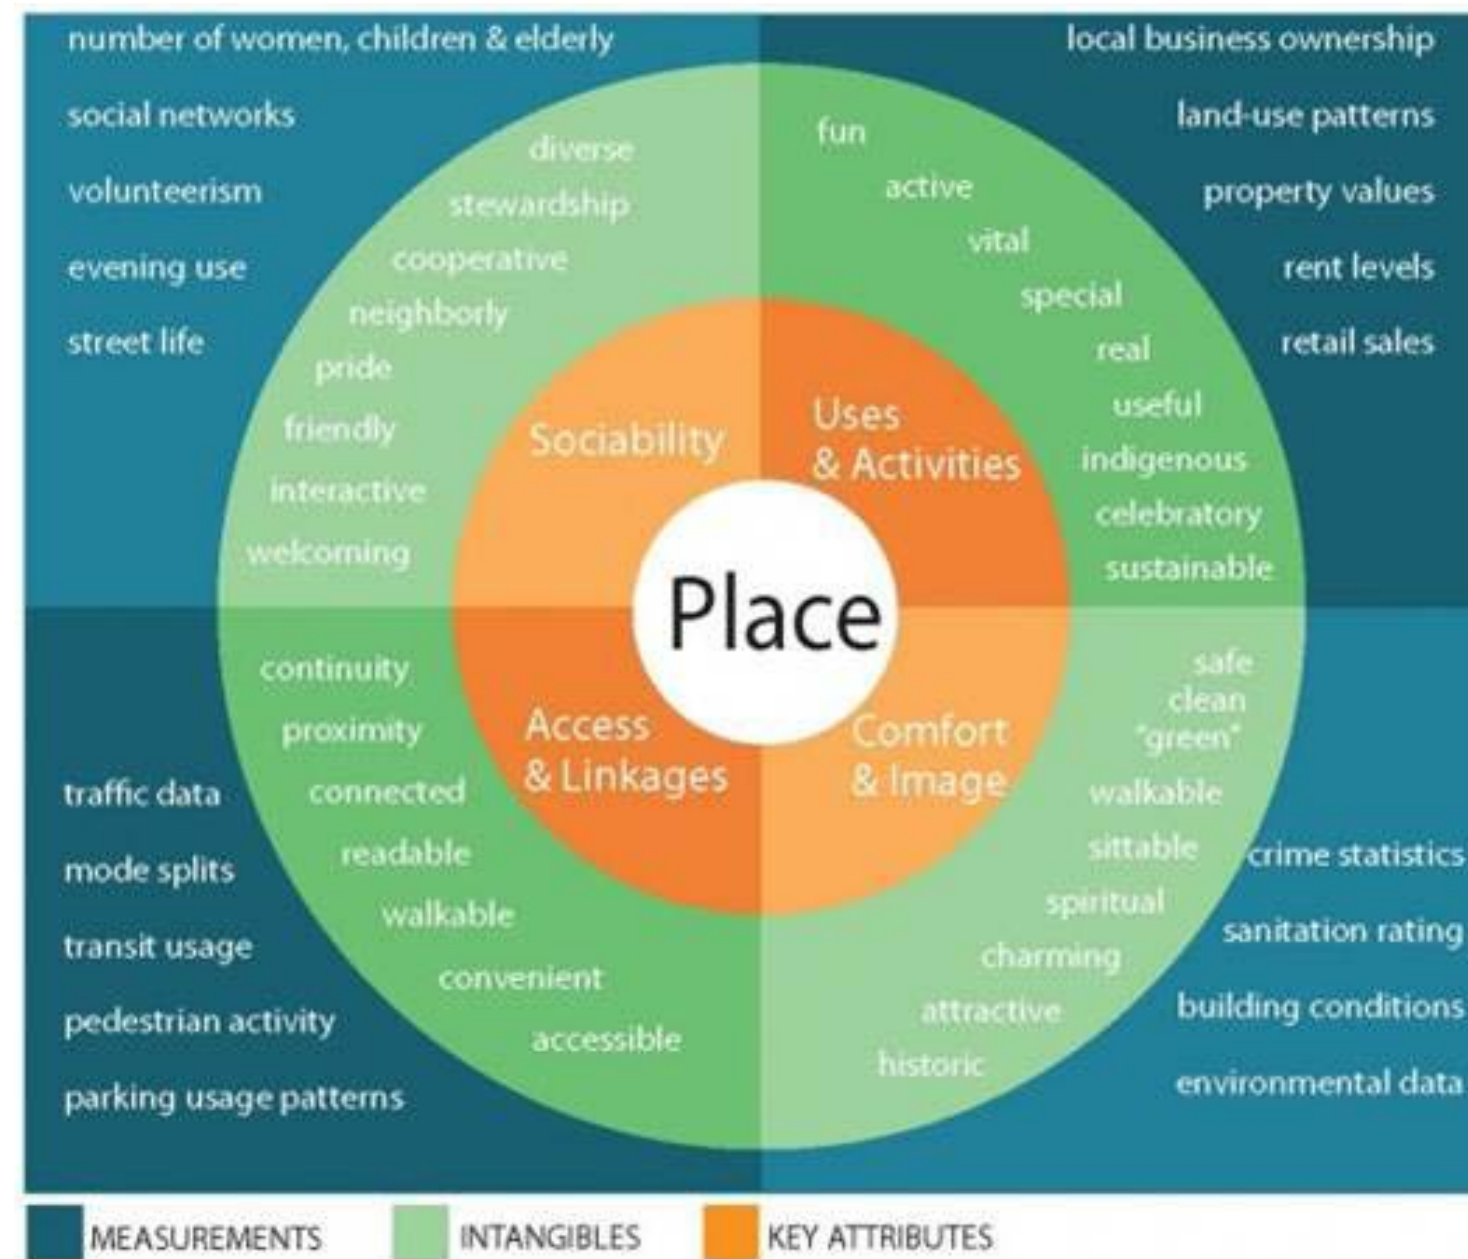 number of women, children & elderly
social networks
volunteerism
evening use
street life
local business ownership
land-use patterns
property values
rent levels
retail sales
diverse
stewardship
cooperative
neighborly
pride
friendly
interactive
welcoming
fun
active
vital
special
real
useful
indigenous
celebratory
sustainable
Sociability
Uses
& Activities
Place
Access
& Linkages
Comfort
& Image
continuity
proximity
connected
readable
walkable
convenient
accessible
safe
clean
"green"
walkable
sittable
spiritual
charming
attractive
historic
traffic data
mode splits
transit usage
pedestrian activity
parking usage patterns
crime statistics
sanitation rating
building conditions
environmental data
MEASUREMENTS
INTANGIBLES
KEY ATTRIBUTES